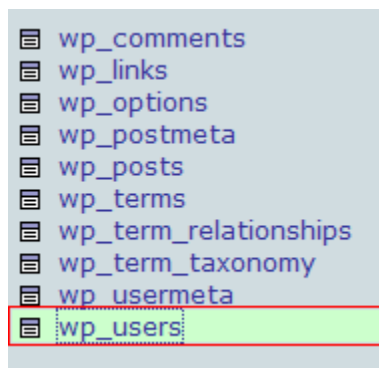 wp_comments
wp_links
wp_options
wp_postmeta
wp_posts
wp_terms
wp_term_relationships
wp_term_taxonomy
wp_usermeta
wp_users